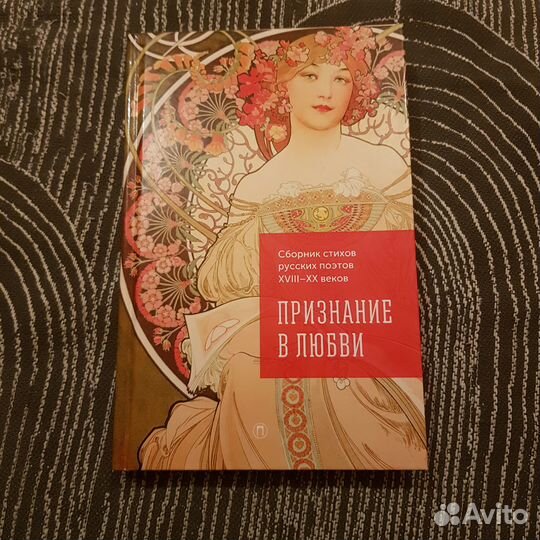 Сборник стихов
русских поэтов
XVIII–XX веков
ПРИЗНАНИЕ
В ЛЮБВИ
П
Avito